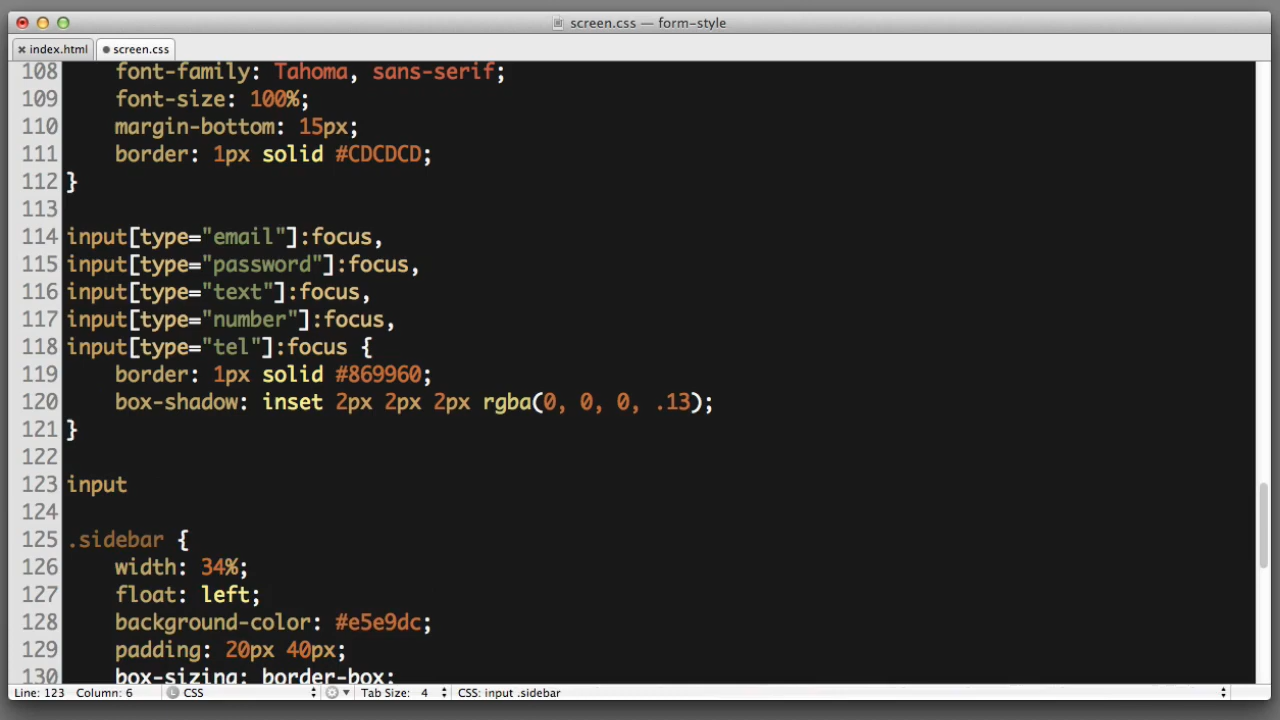 screen.css — form-style
index.html
screen.css
108 font-family: Tahoma, sans-serif;
109 font-size: 100%;
110 margin-bottom: 15px;
111 border: 1px solid #CDCDCD;
112 }
113
114 input[type="email"]:focus,
115 input[type="password"]:focus,
116 input[type="text"]:focus,
117 input[type="number"]:focus,
118 input[type="tel"]:focus {
119 border: 1px solid #869960;
120 box-shadow: inset 2px 2px 2px rgba(0, 0, 0, .13);
121 }
122
123 input
124
125 .sidebar {
126 width: 34%;
127 float: left;
128 background-color: #e5e9dc;
129 padding: 20px 40px;
130 box-sizing: border-box;
Line: 123 Column: 6 L CSS Tab Size: 4 CSS: input .sidebar